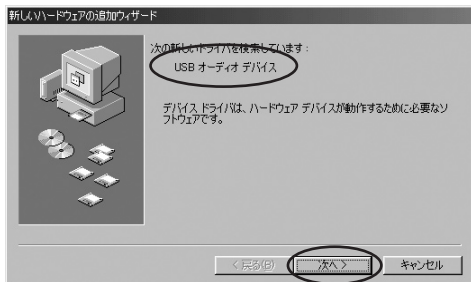 新しいハードウェアの追加ウィザード
次の新しいドライバを検索しています：
USB オーディオ デバイス
デバイス ドライバは、ハードウェア デバイスが動作するために必要なソ
フトウェアです。
< 戻る(B)
次へ >
キャンセル